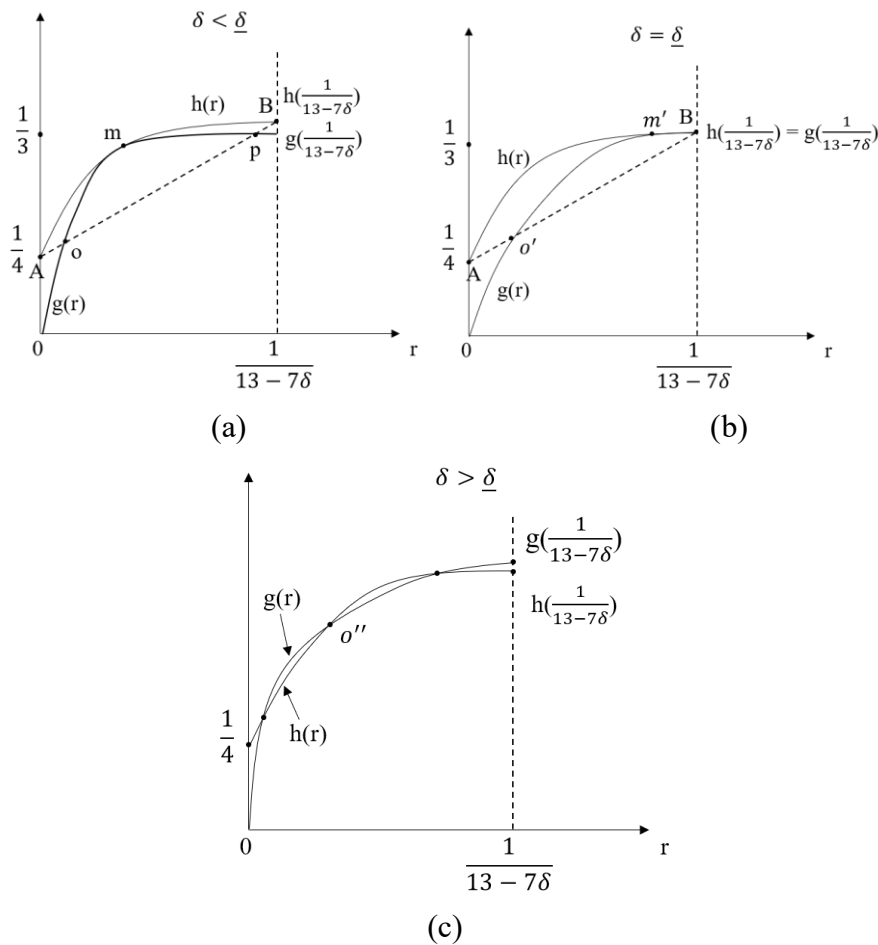 δ < δ̲
h(r)
B
h(1/(13−7δ))
1/3
m
g(1/(13−7δ))
p
1/4
o
A
g(r)
0
1/(13 − 7δ)
r
(a)
δ = δ̲
m′
B
1/3
h(r)
h(1/(13−7δ)) = g(1/(13−7δ))
1/4
o′
A
g(r)
0
1/(13 − 7δ)
r
(b)
δ > δ̲
g(1/(13−7δ))
g(r)
h(1/(13−7δ))
o′′
1/4
h(r)
0
1/(13 − 7δ)
r
(c)